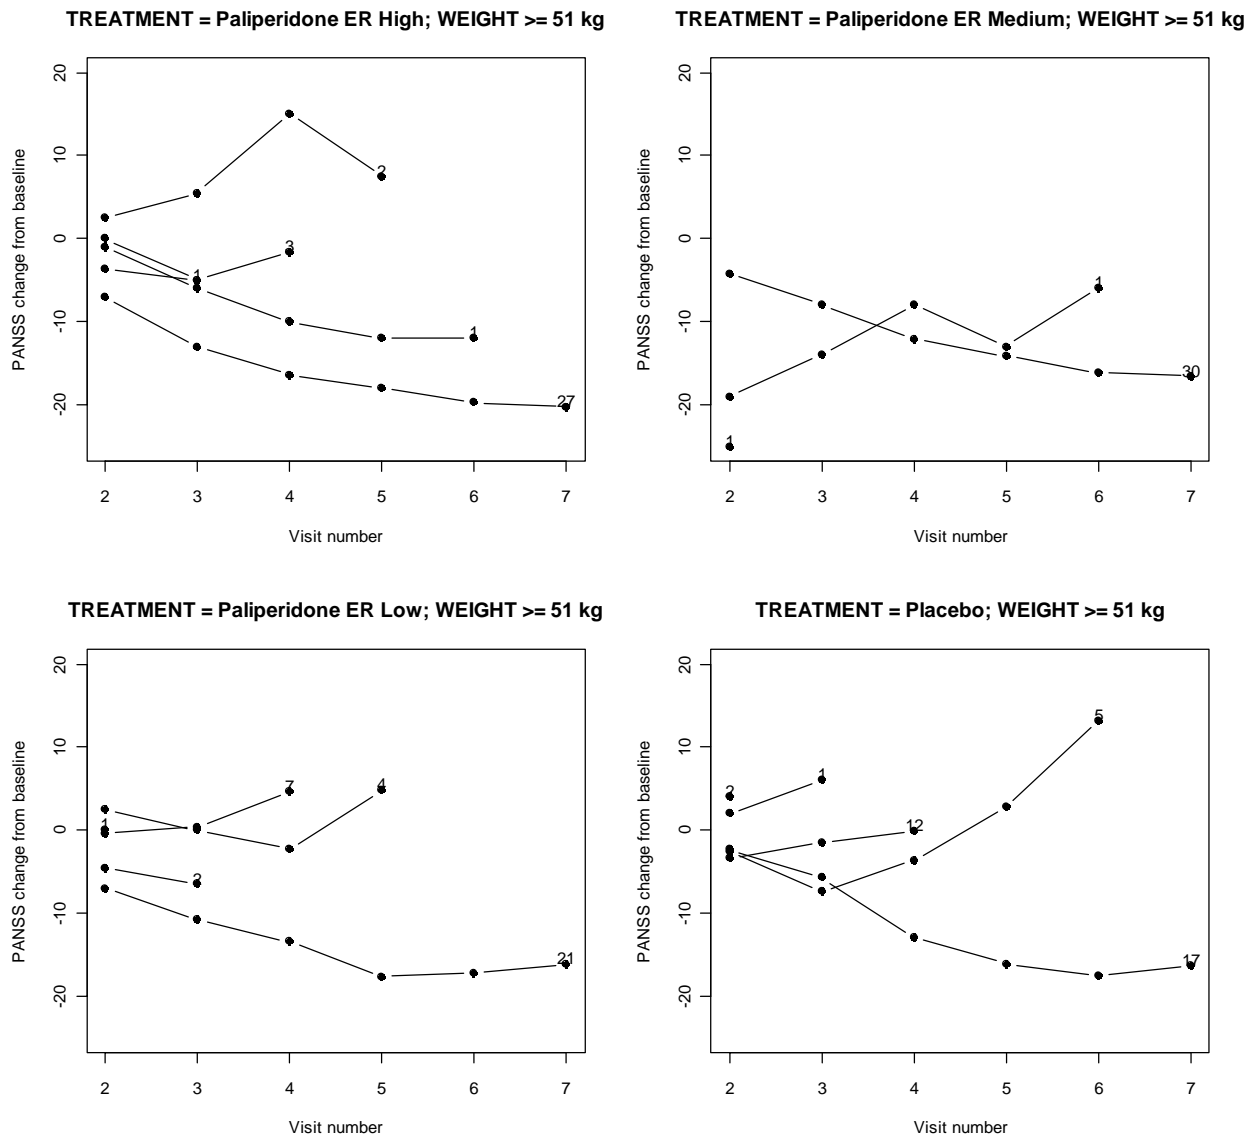 TREATMENT = Paliperidone ER High; WEIGHT >= 51 kg
PANSS change from baseline
20
10
0
-10
-20
2
3
1
1
27
2 3 4 5 6 7
Visit number
TREATMENT = Paliperidone ER Medium; WEIGHT >= 51 kg
PANSS change from baseline
20
10
0
-10
-20
1
30
1
2 3 4 5 6 7
Visit number
TREATMENT = Paliperidone ER Low; WEIGHT >= 51 kg
PANSS change from baseline
20
10
0
-10
-20
7
4
1
2
21
2 3 4 5 6 7
Visit number
TREATMENT = Placebo; WEIGHT >= 51 kg
PANSS change from baseline
20
10
0
-10
-20
5
1
2
12
17
2 3 4 5 6 7
Visit number